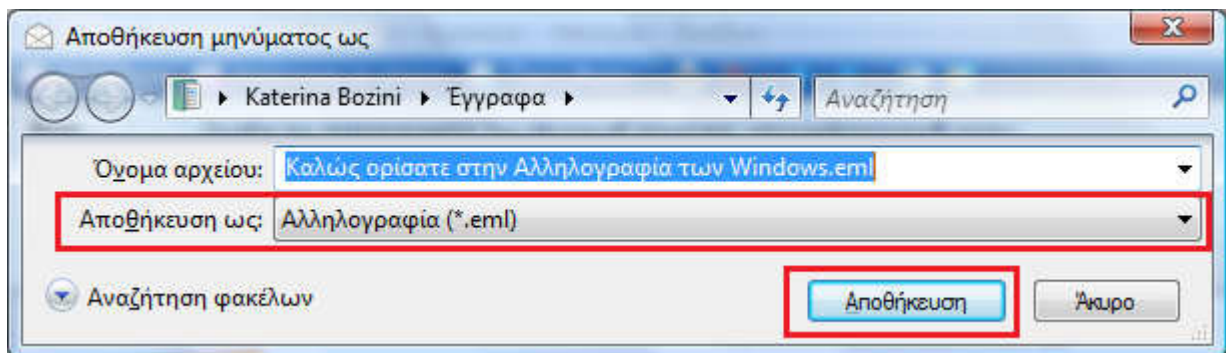 Αποθήκευση μηνύματος ως
Katerina Bozini Έγγραφα Αναζήτηση
Όνομα αρχείου: Καλώς ορίσατε στην Αλληλογραφία των Windows.eml
Αποθήκευση ως: Αλληλογραφία (*.eml)
Αναζήτηση φακέλων Αποθήκευση Άκυρο